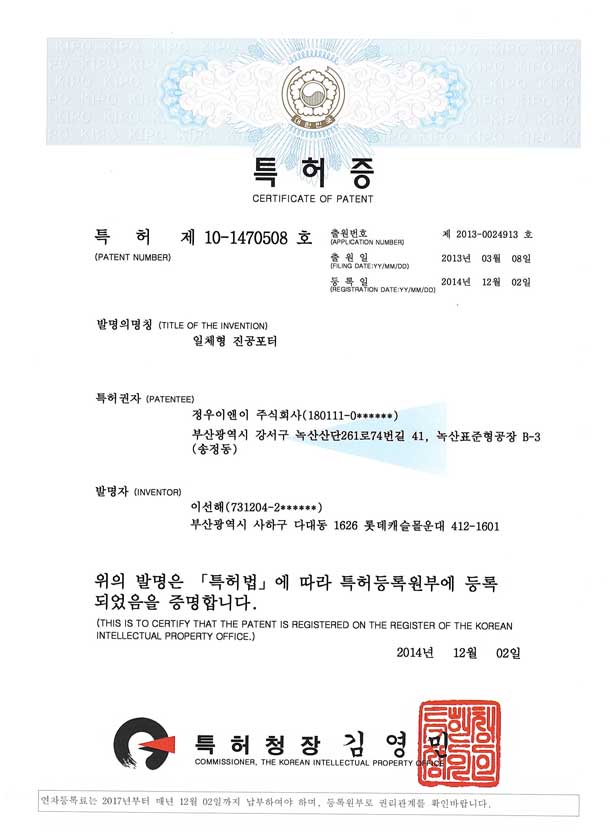 KIPO KIPO KIPO KIPO
대한민국
특허증
CERTIFICATE OF PATENT
특 허 제 10-1470508 호
(PATENT NUMBER)
출원번호 제 2013-0024913 호
(APPLICATION NUMBER)
출 원 일 2013년 03월 08일
(FILING DATE:YY/MM/DD)
등 록 일 2014년 12월 02일
(REGISTRATION DATE:YY/MM/DD)
발명의명칭 (TITLE OF THE INVENTION)
일체형 진공포터
특허권자 (PATENTEE)
정우이앤이 주식회사(180111-0******)
부산광역시 강서구 녹산산단261로74번길 41, 녹산표준형공장 B-3
(송정동)
발명자 (INVENTOR)
이선해(731204-2******)
부산광역시 사하구 다대동 1626 롯데캐슬몰운대 412-1601
위의 발명은 「특허법」에 따라 특허등록원부에 등록
되었음을 증명합니다.
(THIS IS TO CERTIFY THAT THE PATENT IS REGISTERED ON THE REGISTER OF THE KOREAN
INTELLECTUAL PROPERTY OFFICE.)
2014년 12월 02일
특허청장 김영민
COMMISSIONER, THE KOREAN INTELLECTUAL PROPERTY OFFICE
연차등록료는 2017년부터 매년 12월 02일까지 납부하여야 하며, 등록원부로 권리관계를 확인바랍니다.